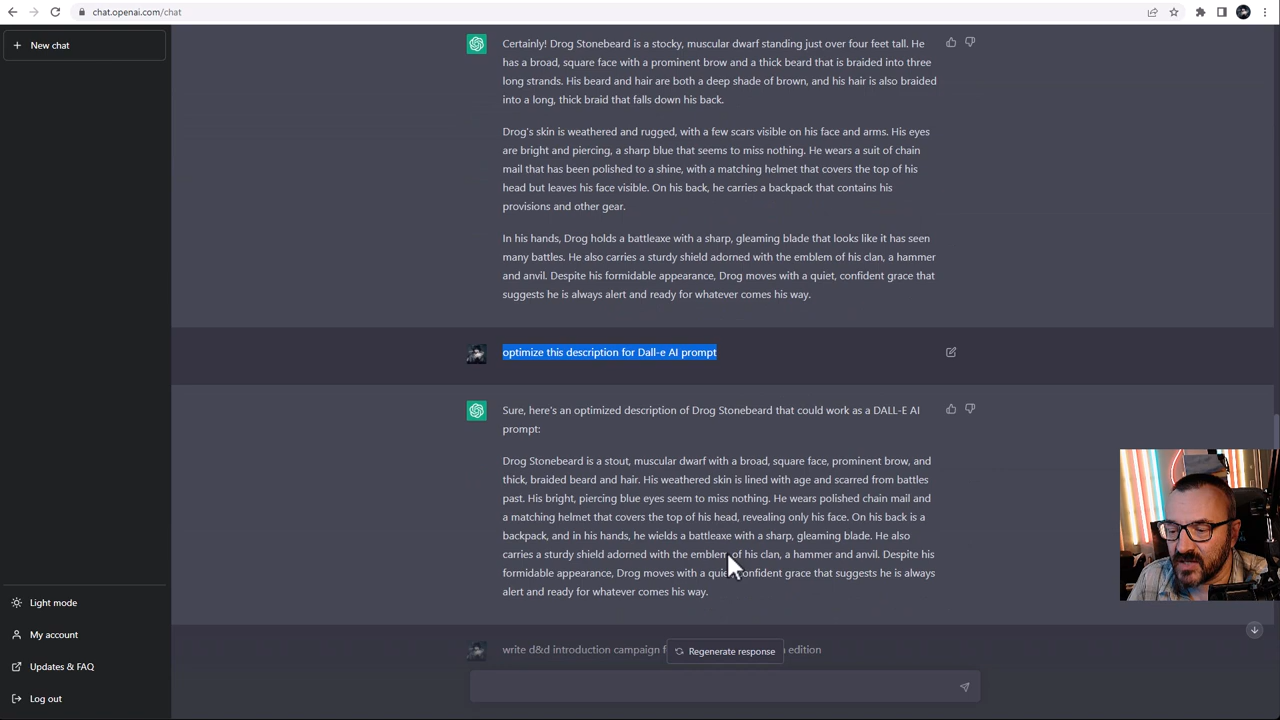 chat.openai.com/chat
New chat
Certainly! Drog Stonebeard is a stocky, muscular dwarf standing just over four feet tall. He
has a broad, square face with a prominent brow and a thick beard that is braided into three
long strands. His beard and hair are both a deep shade of brown, and his hair is also braided
into a long, thick braid that falls down his back.
Drog's skin is weathered and rugged, with a few scars visible on his face and arms. His eyes
are bright and piercing, a sharp blue that seems to miss nothing. He wears a suit of chain
mail that has been polished to a shine, with a matching helmet that covers the top of his
head but leaves his face visible. On his back, he carries a backpack that contains his
provisions and other gear.
In his hands, Drog holds a battleaxe with a sharp, gleaming blade that looks like it has seen
many battles. He also carries a sturdy shield adorned with the emblem of his clan, a hammer
and anvil. Despite his formidable appearance, Drog moves with a quiet, confident grace that
suggests he is always alert and ready for whatever comes his way.
optimize this description for Dall-e AI prompt
Sure, here's an optimized description of Drog Stonebeard that could work as a DALL-E AI
prompt:
Drog Stonebeard is a stout, muscular dwarf with a broad, square face, prominent brow, and
thick, braided beard and hair. His weathered skin is lined with age and scarred from battles
past. His bright, piercing blue eyes seem to miss nothing. He wears polished chain mail and
a matching helmet that covers the top of his head, revealing only his face. On his back is a
backpack, and in his hands, he wields a battleaxe with a sharp, gleaming blade. He also
carries a sturdy shield adorned with the emblem of his clan, a hammer and anvil. Despite his
formidable appearance, Drog moves with a confident grace that suggests he is always
alert and ready for whatever comes his way.
write d&d introduction campaign edition
Regenerate response
Light mode
My account
Updates & FAQ
Log out